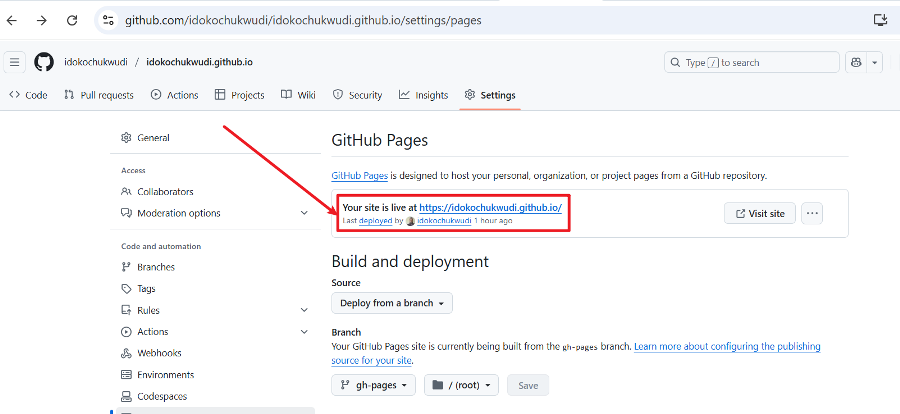 github.com/idokochukwudi/idokochukwudi.github.io/settings/pages
idokochukwudi / idokochukwudi.github.io
Type / to search
Code Pull requests Actions Projects Wiki Security Insights Settings
General
Access
Collaborators
Moderation options
Code and automation
Branches
Tags
Rules
Actions
Webhooks
Environments
Codespaces
GitHub Pages
GitHub Pages is designed to host your personal, organization, or project pages from a GitHub repository.
Your site is live at https://idokochukwudi.github.io/
Last deployed by idokochukwudi 1 hour ago
Visit site
Build and deployment
Source
Deploy from a branch
Branch
Your GitHub Pages site is currently being built from the gh-pages branch. Learn more about configuring the publishing
source for your site.
gh-pages / (root) Save